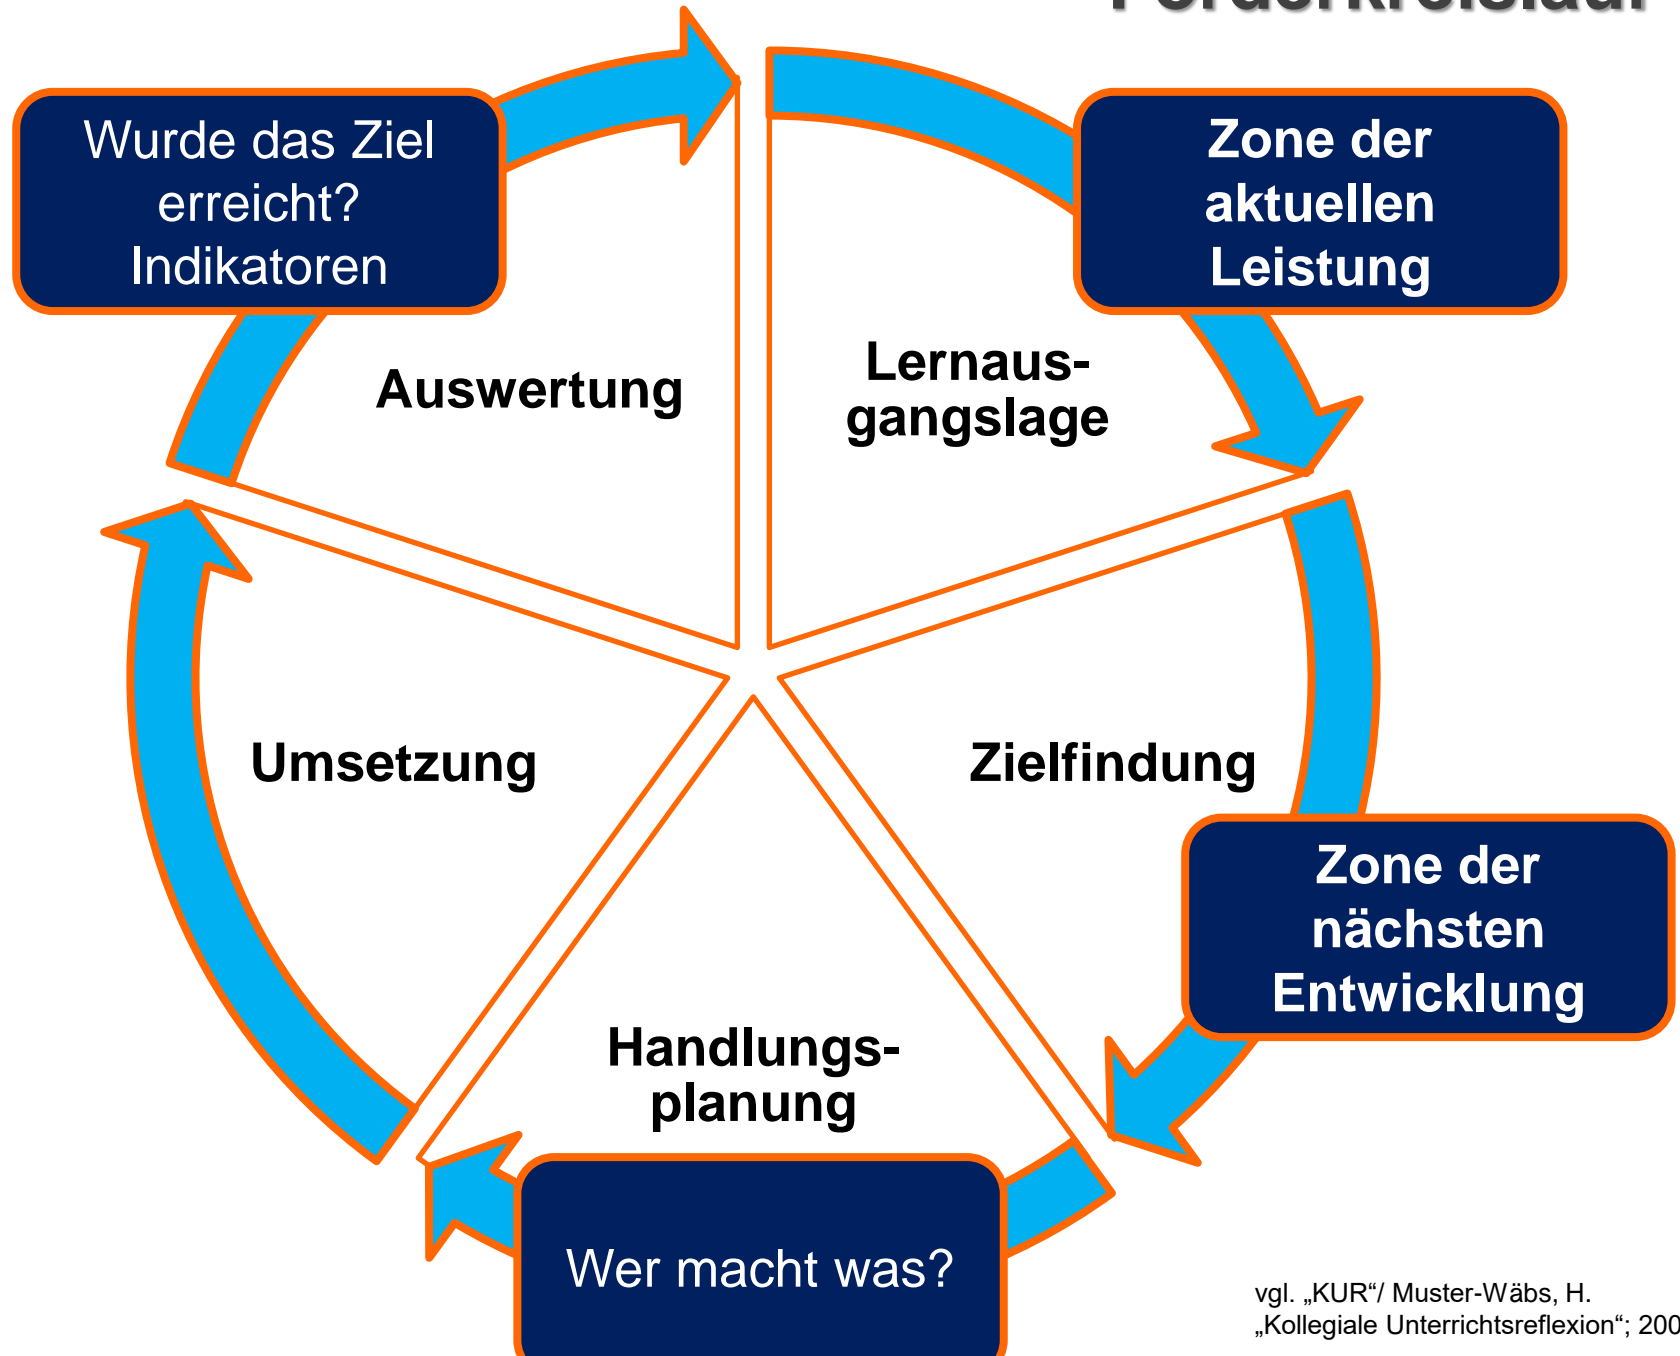 Förderkreislauf
Wurde das Ziel
erreicht?
Indikatoren
Zone der
aktuellen
Leistung
Auswertung
Lernaus-
gangslage
Umsetzung
Zielfindung
Zone der
nächsten
Entwicklung
Handlungs-
planung
Wer macht was?
vgl. „KUR“/ Muster-Wäbs, H.
„Kollegiale Unterrichtsreflexion“; 200